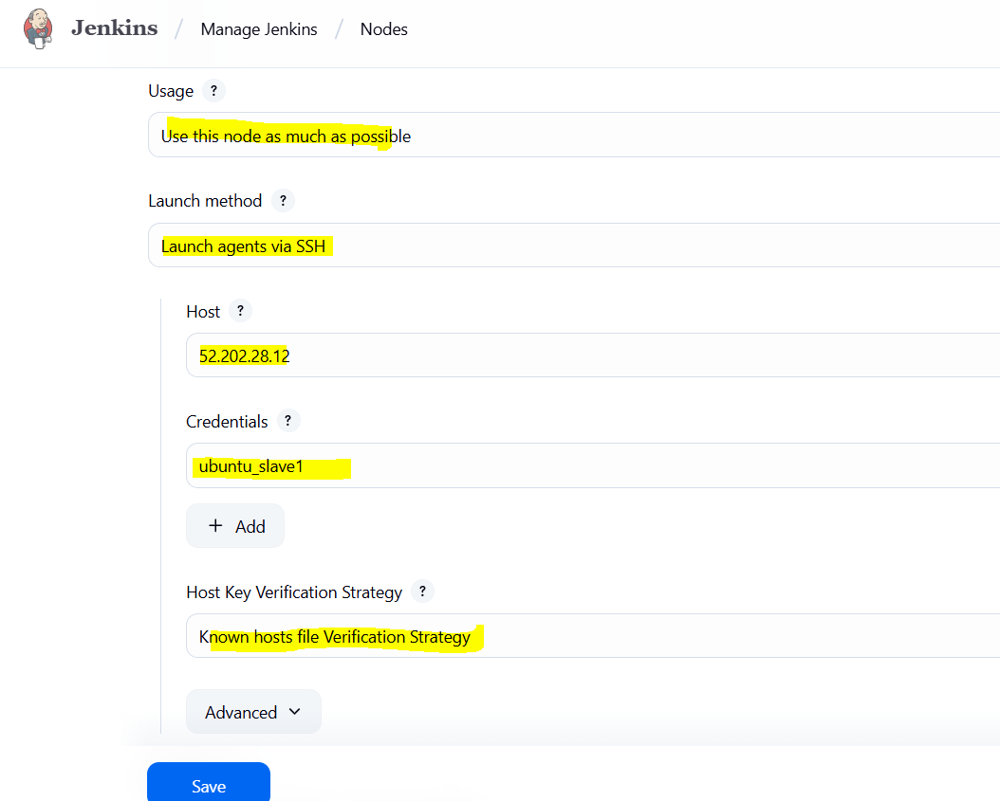 Jenkins / Manage Jenkins / Nodes
Usage ?
Use this node as much as possible
Launch method ?
Launch agents via SSH
Host ?
52.202.28.12
Credentials ?
ubuntu_slave1
+ Add
Host Key Verification Strategy ?
Known hosts file Verification Strategy
Advanced
Save